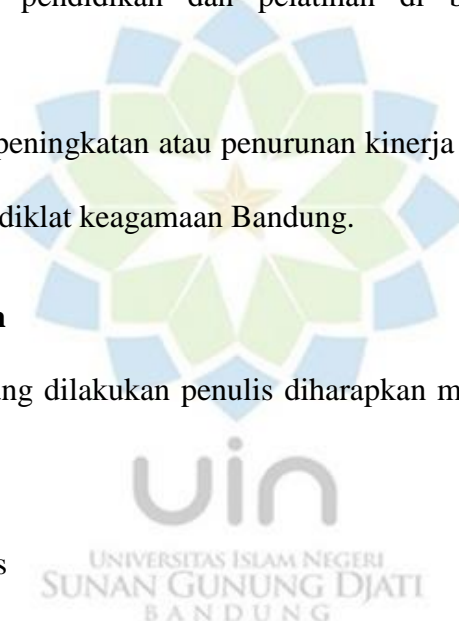 pendidikan dan pelatihan di b
peningkatan atau penurunan kinerja
diklat keagamaan Bandung.
n
ng dilakukan penulis diharapkan m
uin
s
UNIVERSITAS ISLAM NEGERI
SUNAN GUNUNG DJATI
BANDUNG